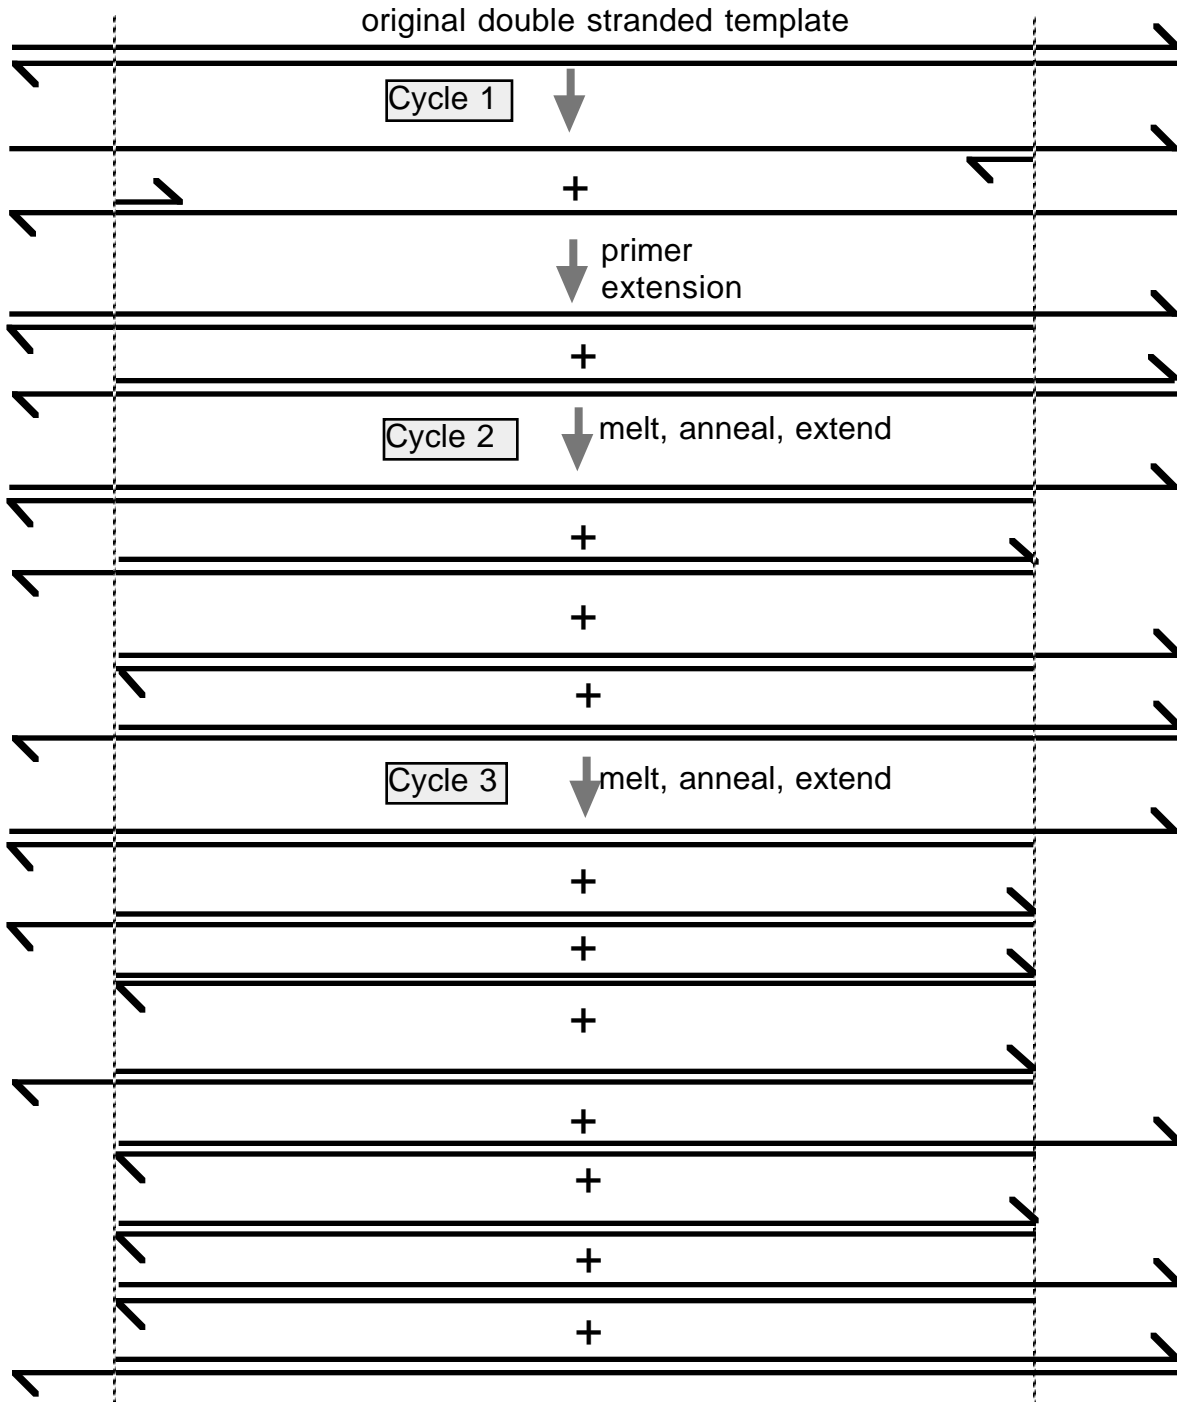 original double stranded template
Cycle 1
+
primer
extension
+
Cycle 2
melt, anneal, extend
+
+
+
Cycle 3
melt, anneal, extend
+
+
+
+
+
+
+